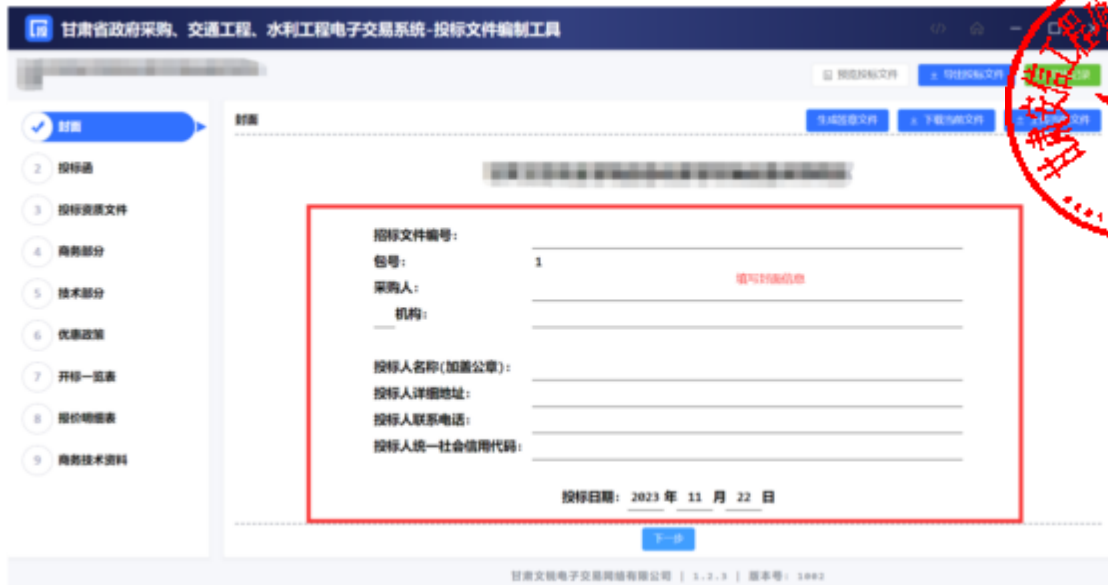 甘肃省政府采购、交通工程、水利工程电子交易系统-投标文件编制工具
预览投标文件
导出投标文件
封面
2 投标函
3 投标资质文件
4 商务部分
5 技术部分
6 优惠政策
7 开标一览表
8 报价明细表
9 商务技术资料
封面
生成签章文件
下载当前文件
招标文件编号：
包号： 1
填写封面信息
采购人：
机构：
投标人名称(加盖公章)：
投标人详细地址：
投标人联系电话：
投标人统一社会信用代码：
投标日期： 2023 年 11 月 22 日
下一步
甘肃文锐电子交易网络有限公司 | 1.2.3 | 版本号： 1002